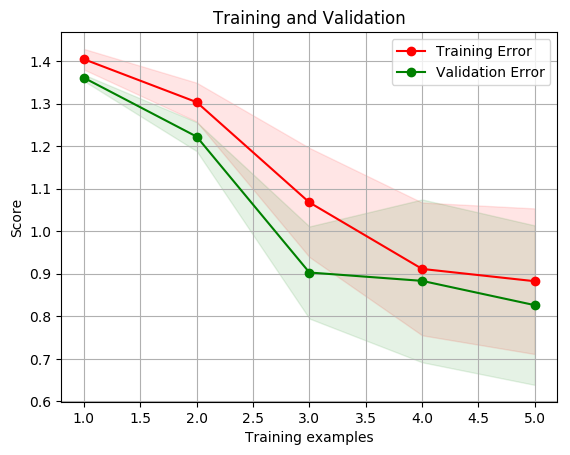 Training and Validation
Training Error
Validation Error
Score
1.4
1.3
1.2
1.1
1.0
0.9
0.8
0.7
0.6
1.0 1.5 2.0 2.5 3.0 3.5 4.0 4.5 5.0
Training examples